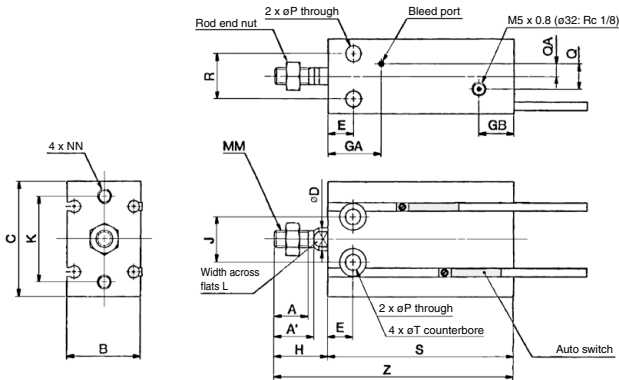 2 x øP through
Bleed port
Rod end nut
M5 x 0.8 (ø32: Rc 1/8)
QA
Q
R
E
GA
GB
4 x NN
MM
øD
C
K
J
Width across
flats L
A
A'
E
2 x øP through
4 x øT counterbore
Auto switch
B
H
S
Z